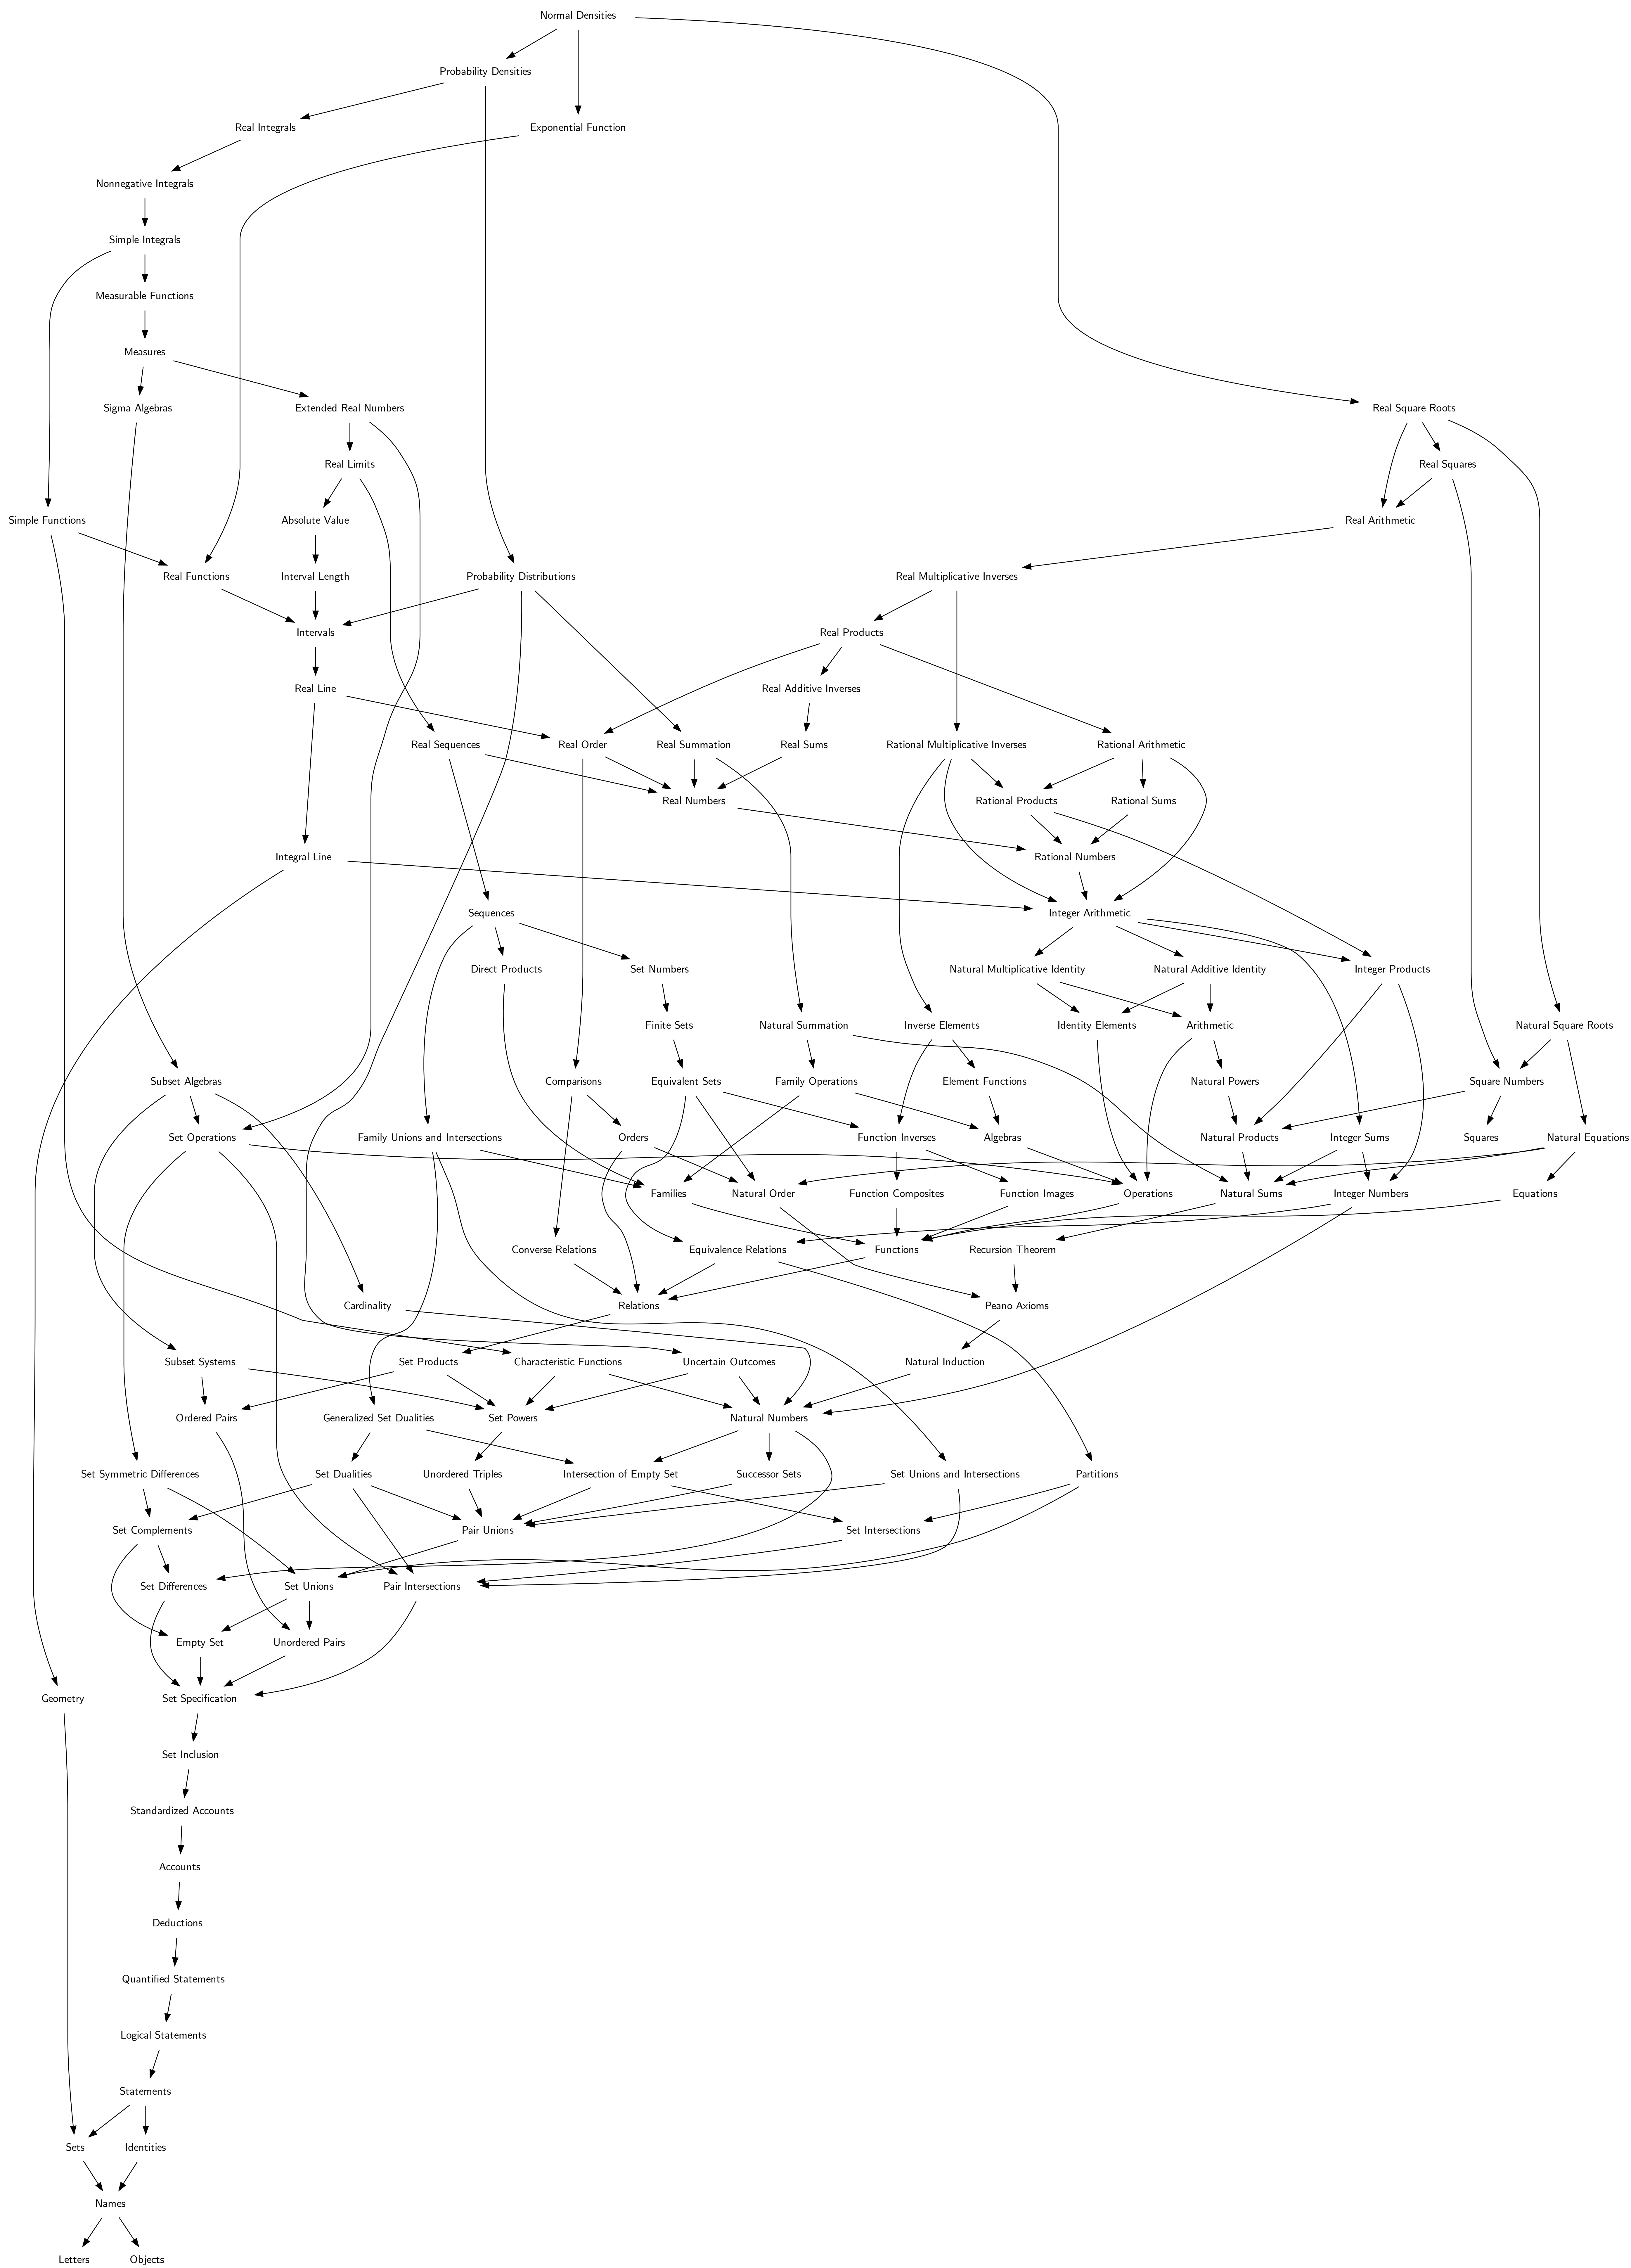 Normal Densities
Probability Densities
Real Integrals
Exponential Function
Nonnegative Integrals
Simple Integrals
Measurable Functions
Measures
Sigma Algebras
Extended Real Numbers
Real Square Roots
Real Limits
Real Squares
Simple Functions
Absolute Value
Real Arithmetic
Real Functions
Interval Length
Probability Distributions
Real Multiplicative Inverses
Intervals
Real Products
Real Line
Real Additive Inverses
Real Sequences
Real Order
Real Summation
Real Sums
Rational Multiplicative Inverses
Rational Arithmetic
Real Numbers
Rational Products
Rational Sums
Integral Line
Rational Numbers
Sequences
Integer Arithmetic
Direct Products
Set Numbers
Natural Multiplicative Identity
Natural Additive Identity
Integer Products
Finite Sets
Natural Summation
Inverse Elements
Identity Elements
Arithmetic
Natural Square Roots
Subset Algebras
Comparisons
Equivalent Sets
Family Operations
Element Functions
Natural Powers
Square Numbers
Set Operations
Family Unions and Intersections
Orders
Function Inverses
Algebras
Natural Products
Integer Sums
Squares
Natural Equations
Families
Natural Order
Function Composites
Function Images
Operations
Natural Sums
Integer Numbers
Equations
Converse Relations
Equivalence Relations
Functions
Recursion Theorem
Cardinality
Relations
Peano Axioms
Subset Systems
Set Products
Characteristic Functions
Uncertain Outcomes
Natural Induction
Ordered Pairs
Generalized Set Dualities
Set Powers
Natural Numbers
Set Symmetric Differences
Set Dualities
Unordered Triples
Intersection of Empty Set
Successor Sets
Set Unions and Intersections
Partitions
Set Complements
Pair Unions
Set Intersections
Set Differences
Set Unions
Pair Intersections
Empty Set
Unordered Pairs
Geometry
Set Specification
Set Inclusion
Standardized Accounts
Accounts
Deductions
Quantified Statements
Logical Statements
Statements
Sets
Identities
Names
Letters
Objects